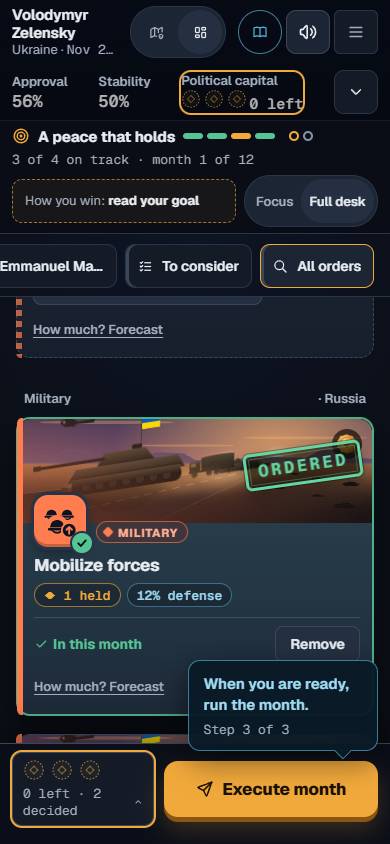 Volodymyr
Zelensky
Ukraine · Nov 2…
Approval
56%
Stability
50%
Political capital
0 left
A peace that holds
3 of 4 on track · month 1 of 12
How you win: read your goal
Focus
Full desk
Emmanuel Ma…
To consider
All orders
How much? Forecast
Military
· Russia
ORDERED
MILITARY
Mobilize forces
1 held
12% defense
In this month
Remove
How much? Forecast
When you are ready,
run the month.
Step 3 of 3
0 left · 2
decided
Execute month